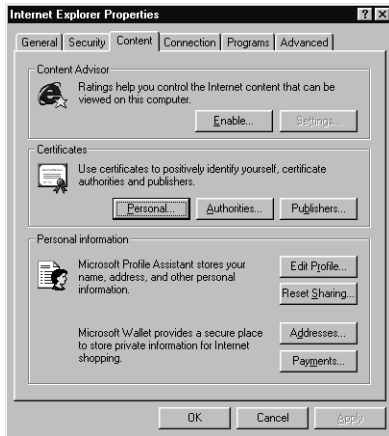 Internet Explorer Properties
General Security Content Connection Programs Advanced
Content Advisor
Ratings help you control the Internet content that can be
viewed on this computer.
Enable... Settings...
Certificates
Use certificates to positively identify yourself, certificate
authorities and publishers.
Personal... Authorities... Publishers...
Personal information
Microsoft Profile Assistant stores your
name, address, and other personal
information.
Edit Profile...
Reset Sharing...
Microsoft Wallet provides a secure place
to store private information for Internet
shopping.
Addresses...
Payments...
OK Cancel Apply